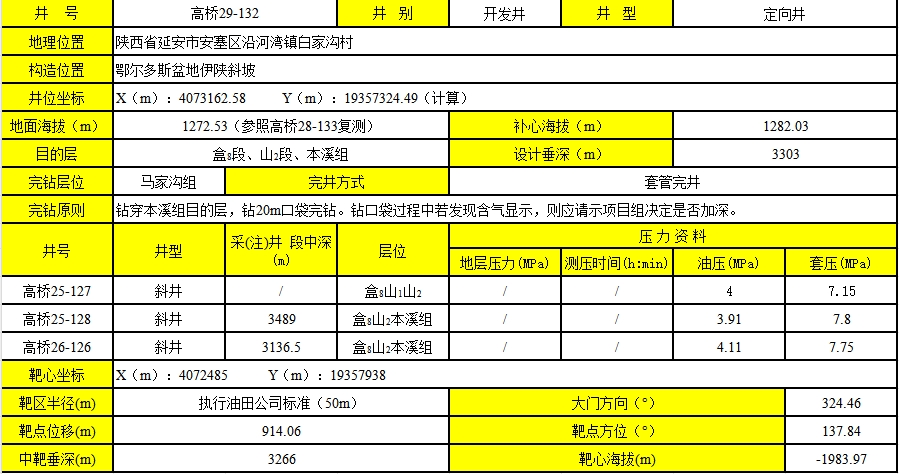 井 号 高桥29-132 井 别 开发井 井 型 定向井
地理位置 陕西省延安市安塞区沿河湾镇白家沟村
构造位置 鄂尔多斯盆地伊陕斜坡
井位坐标 X（m）：4073162.58 Y（m）：19357324.49（计算）
地面海拔（m） 1272.53（参照高桥28-133复测） 补心海拔（m） 1282.03
目的层 盒8段、山2段、本溪组 设计垂深（m） 3303
完钻层位 马家沟组 完井方式 套管完井
完钻原则 钻穿本溪组目的层，钻20m口袋完钻。钻口袋过程中若发现含气显示，则应请示项目组决定是否加深。
井号 井型 采(注)井 段中深(m) 层位 压力资料
地层压力(MPa) 测压时间(h:min) 油压(MPa) 套压(MPa)
高桥25-127 斜井 / 盒8山1山2 / / 4 7.15
高桥25-128 斜井 3489 盒8山2本溪组 / / 3.91 7.8
高桥26-126 斜井 3136.5 盒8山2本溪组 / / 4.11 7.75
靶心坐标 X（m）：4072485 Y（m）：19357938
靶区半径(m) 执行油田公司标准（50m） 大门方向（°） 324.46
靶点位移(m) 914.06 靶点方位（°） 137.84
中靶垂深(m) 3266 靶心海拔(m) -1983.97